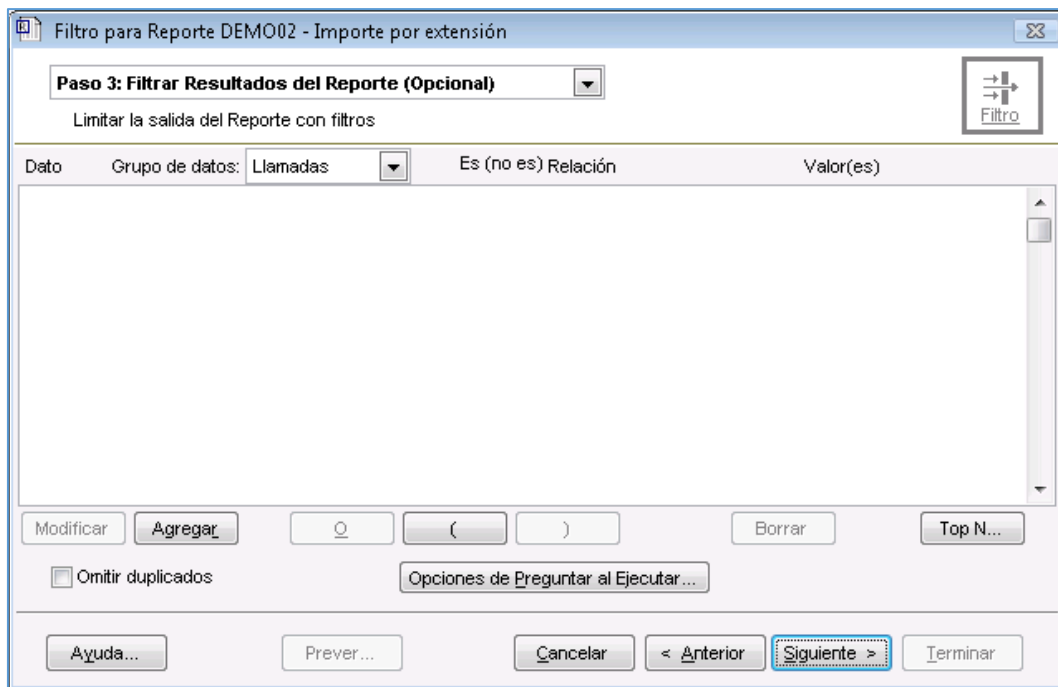 Filtro para Reporte DEMO02 - Importe por extensión
Paso 3: Filtrar Resultados del Reporte (Opcional)
Limitar la salida del Reporte con filtros
Filtro
Dato Grupo de datos: Llamadas Es (no es) Relación Valor(es)
Modificar Agregar O ( ) Borrar Top N...
Omitir duplicados Opciones de Preguntar al Ejecutar...
Ayuda... Prever... Cancelar < Anterior Siguiente > Terminar